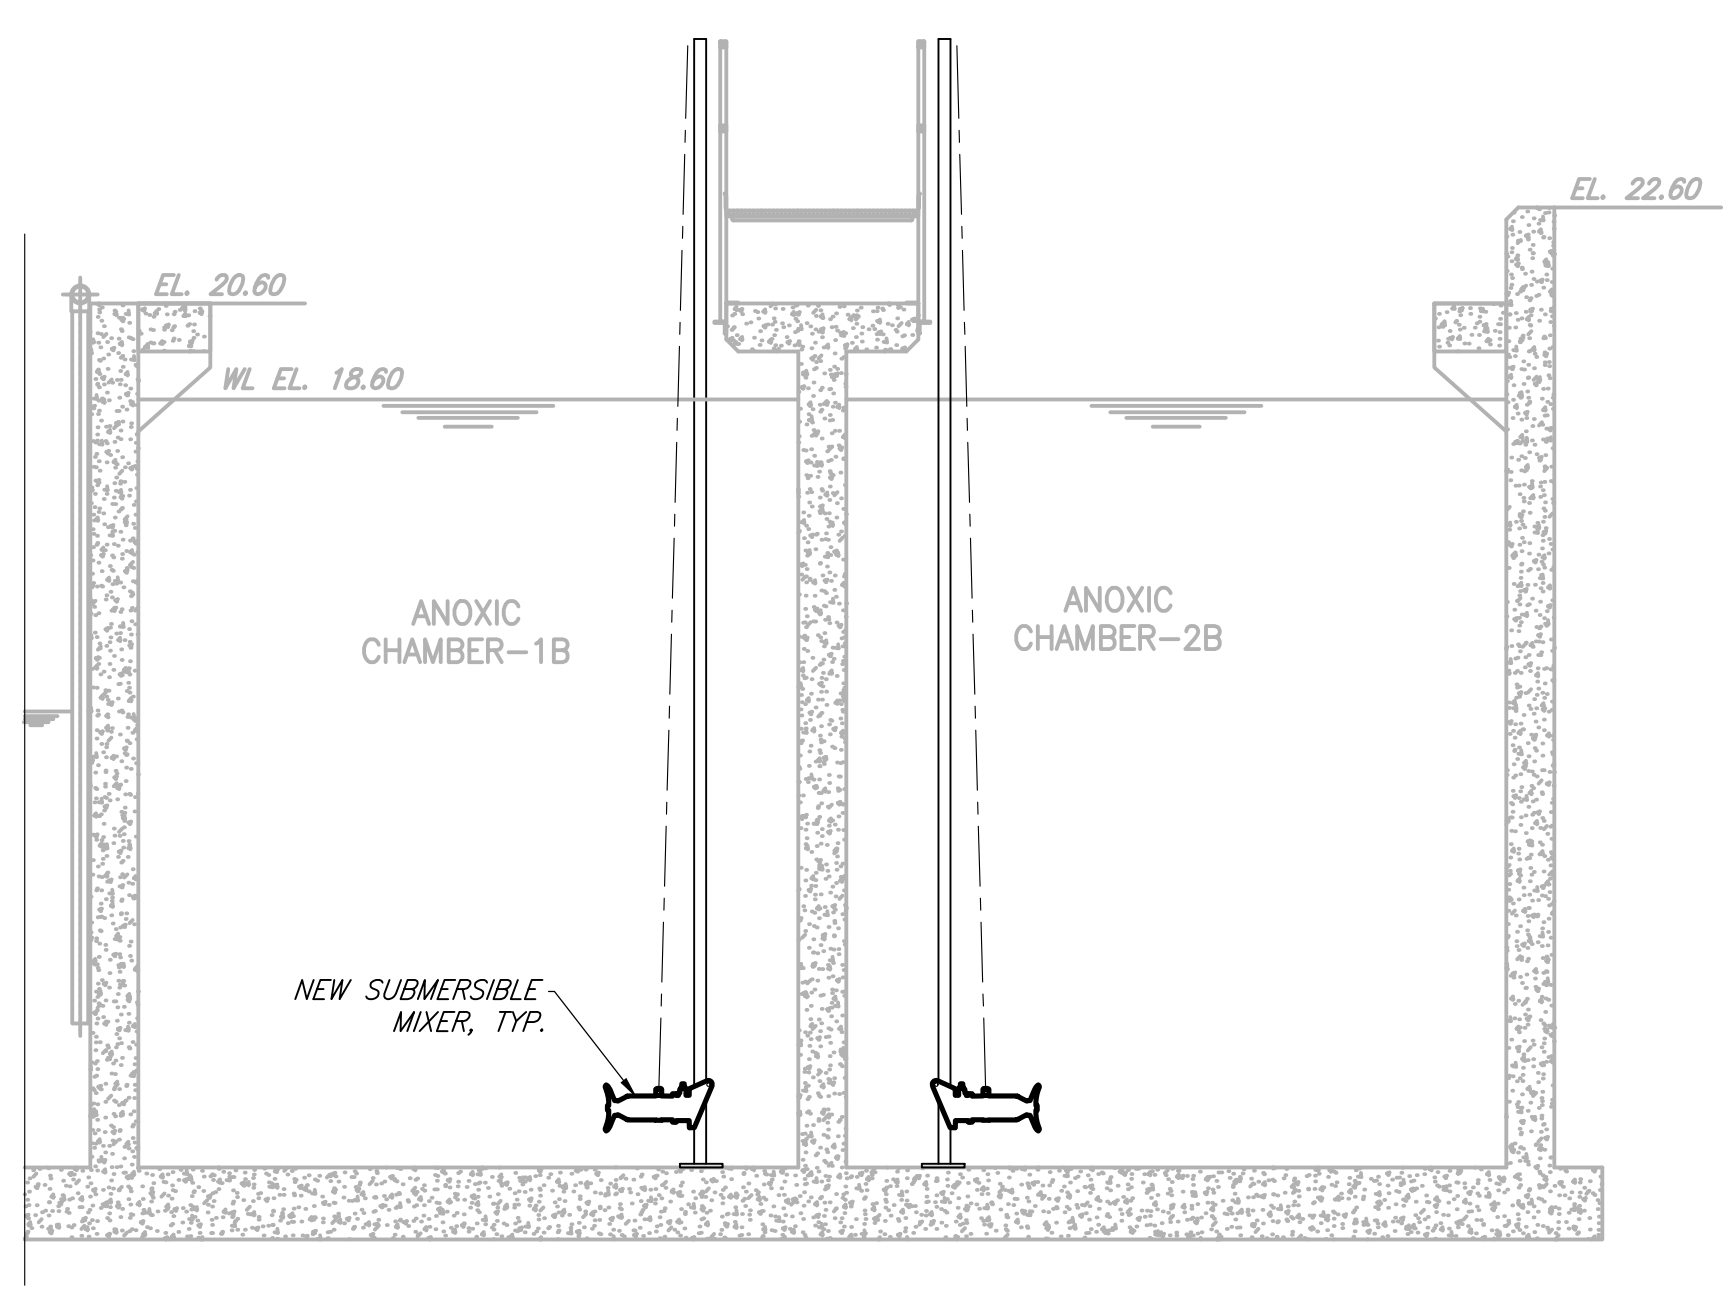 EL. 22.60
EL. 20.60
WL EL. 18.60
ANOXIC
CHAMBER-1B
ANOXIC
CHAMBER-2B
NEW SUBMERSIBLE
MIXER, TYP.